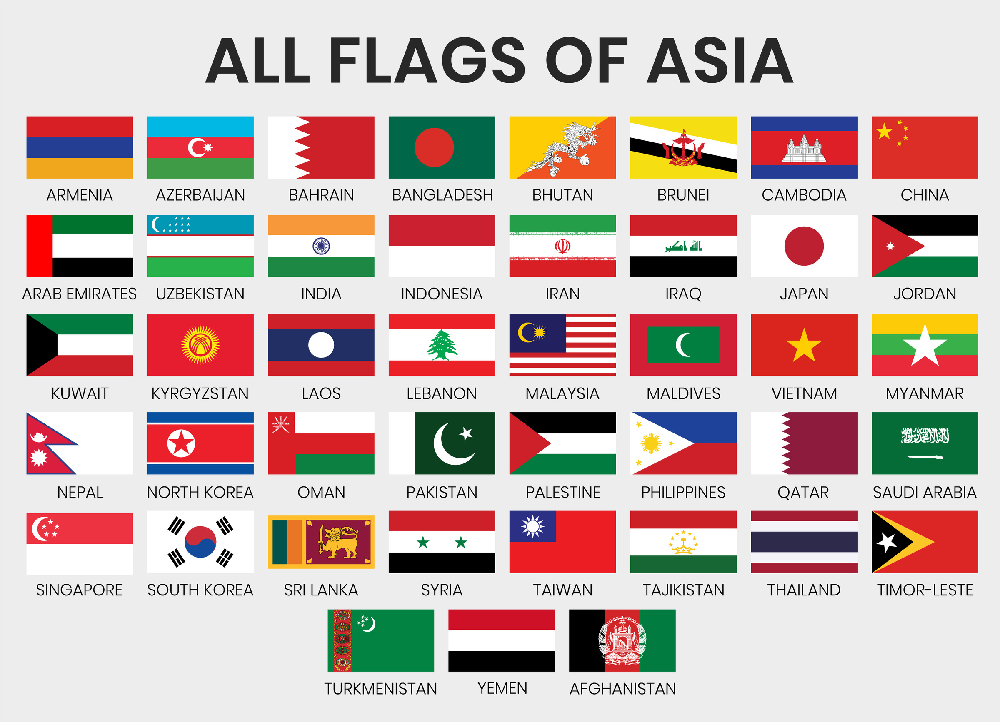 ALL FLAGS OF ASIA
ARMENIA AZERBAIJAN BAHRAIN BANGLADESH BHUTAN BRUNEI CAMBODIA CHINA
ARAB EMIRATES UZBEKISTAN INDIA INDONESIA IRAN IRAQ JAPAN JORDAN
الله اكبر
KUWAIT KYRGYZSTAN LAOS LEBANON MALAYSIA MALDIVES VIETNAM MYANMAR
NEPAL NORTH KOREA OMAN PAKISTAN PALESTINE PHILIPPINES QATAR SAUDI ARABIA
SINGAPORE SOUTH KOREA SRI LANKA SYRIA TAIWAN TAJIKISTAN THAILAND TIMOR-LESTE
TURKMENISTAN YEMEN AFGHANISTAN